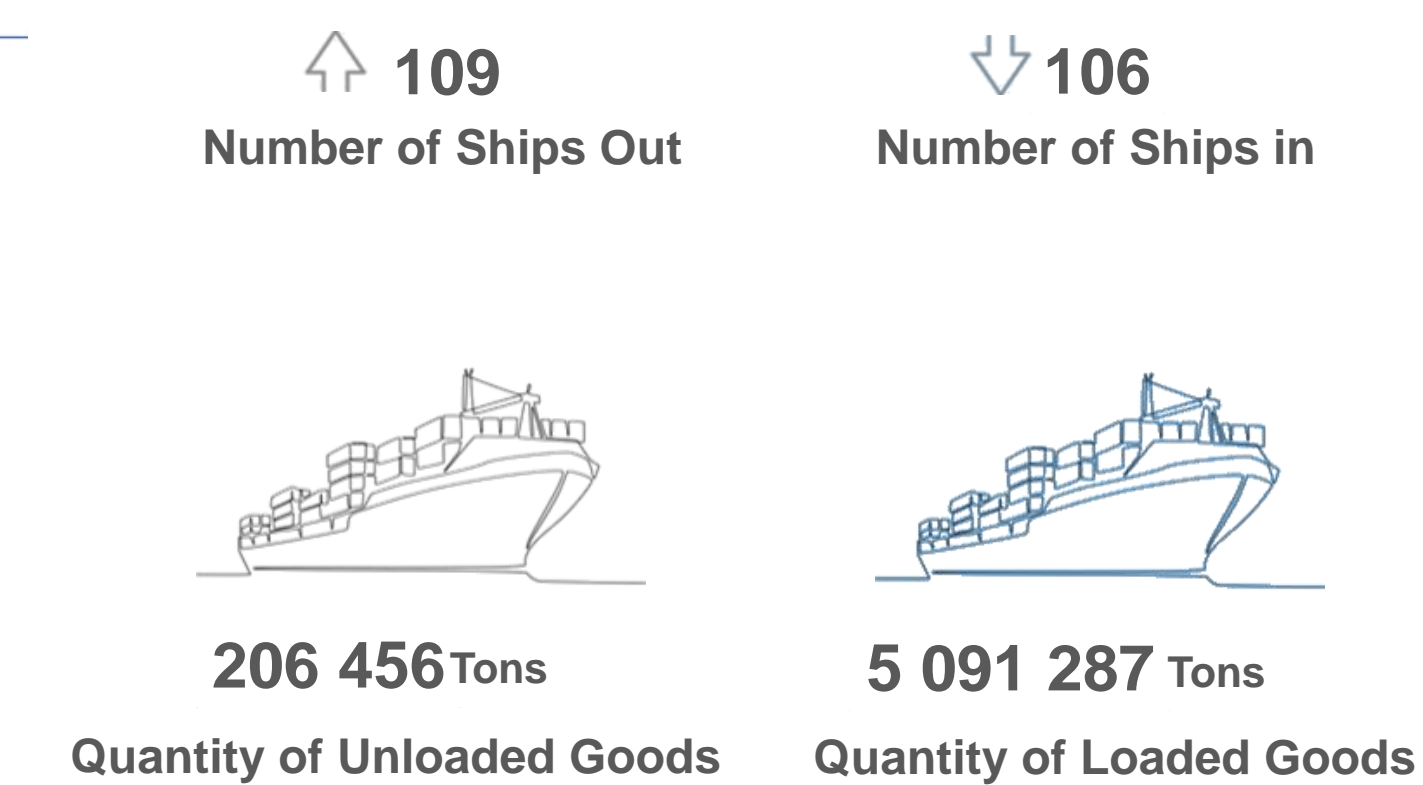 109
Number of Ships Out
106
Number of Ships in
206 456 Tons
Quantity of Unloaded Goods
5 091 287 Tons
Quantity of Loaded Goods